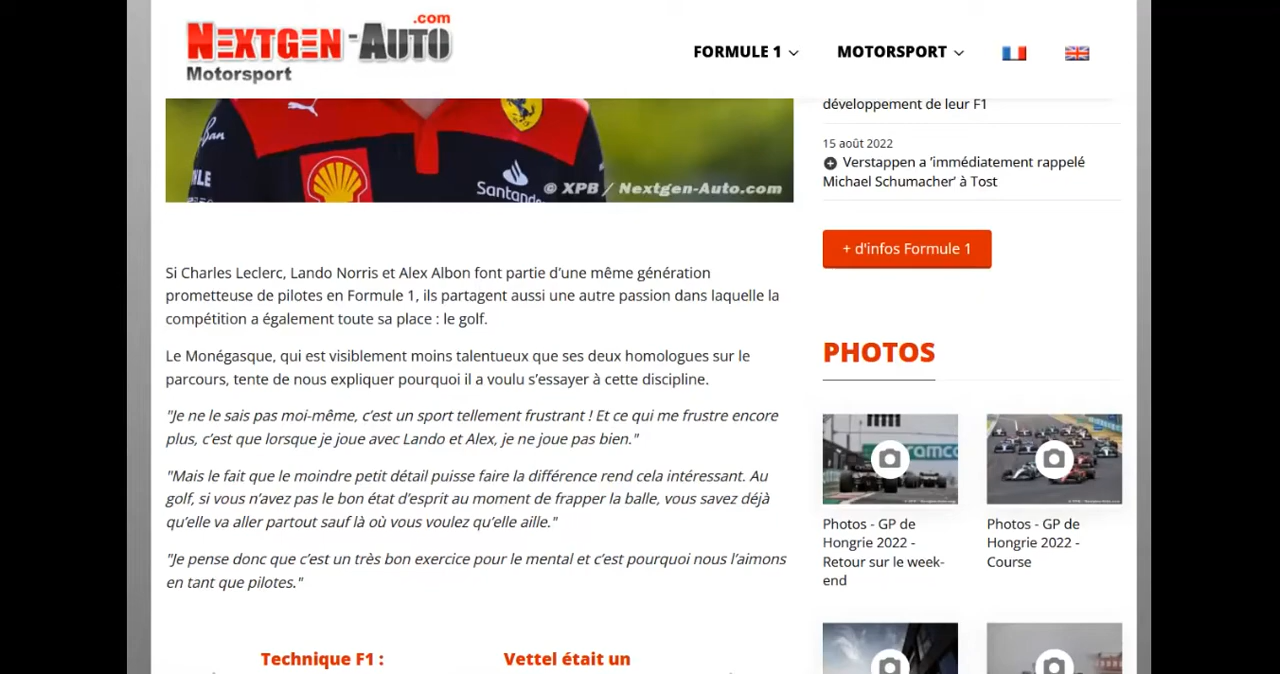 .com
NEXTGEN-AUTO
Motorsport
FORMULE 1
MOTORSPORT
WLE
Santander
© XPB / Nextgen-Auto.com
Si Charles Leclerc, Lando Norris et Alex Albon font partie d’une même génération
prometteuse de pilotes en Formule 1, ils partagent aussi une autre passion dans laquelle la
compétition a également toute sa place : le golf.
Le Monégasque, qui est visiblement moins talentueux que ses deux homologues sur le
parcours, tente de nous expliquer pourquoi il a voulu s’essayer à cette discipline.
"Je ne le sais pas moi-même, c’est un sport tellement frustrant ! Et ce qui me frustre encore
plus, c’est que lorsque je joue avec Lando et Alex, je ne joue pas bien."
"Mais le fait que le moindre petit détail puisse faire la différence rend cela intéressant. Au
golf, si vous n’avez pas le bon état d’esprit au moment de frapper la balle, vous savez déjà
qu’elle va aller partout sauf là où vous voulez qu’elle aille."
"Je pense donc que c’est un très bon exercice pour le mental et c’est pourquoi nous l’aimons
en tant que pilotes."
Technique F1 :
Vettel était un
développement de leur F1
15 août 2022
Verstappen a ’immédiatement rappelé
Michael Schumacher’ à Tost
+ d'infos Formule 1
PHOTOS
aramco
Photos - GP de
Hongrie 2022 -
Retour sur le week-
end
Photos - GP de
Hongrie 2022 -
Course